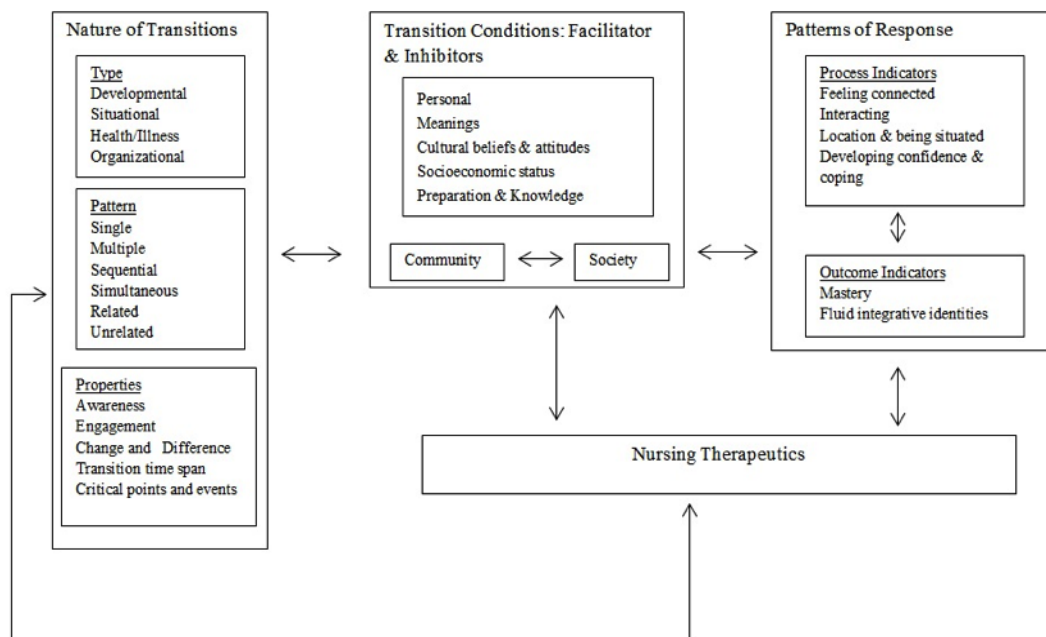 Nature of Transitions
Type
Developmental
Situational
Health/Illness
Organizational
Pattern
Single
Multiple
Sequential
Simultaneous
Related
Unrelated
Properties
Awareness
Engagement
Change and Difference
Transition time span
Critical points and events
Transition Conditions: Facilitator
& Inhibitors
Personal
Meanings
Cultural beliefs & attitudes
Socioeconomic status
Preparation & Knowledge
Community
Society
Patterns of Response
Process Indicators
Feeling connected
Interacting
Location & being situated
Developing confidence &
coping
Outcome Indicators
Mastery
Fluid integrative identities
Nursing Therapeutics